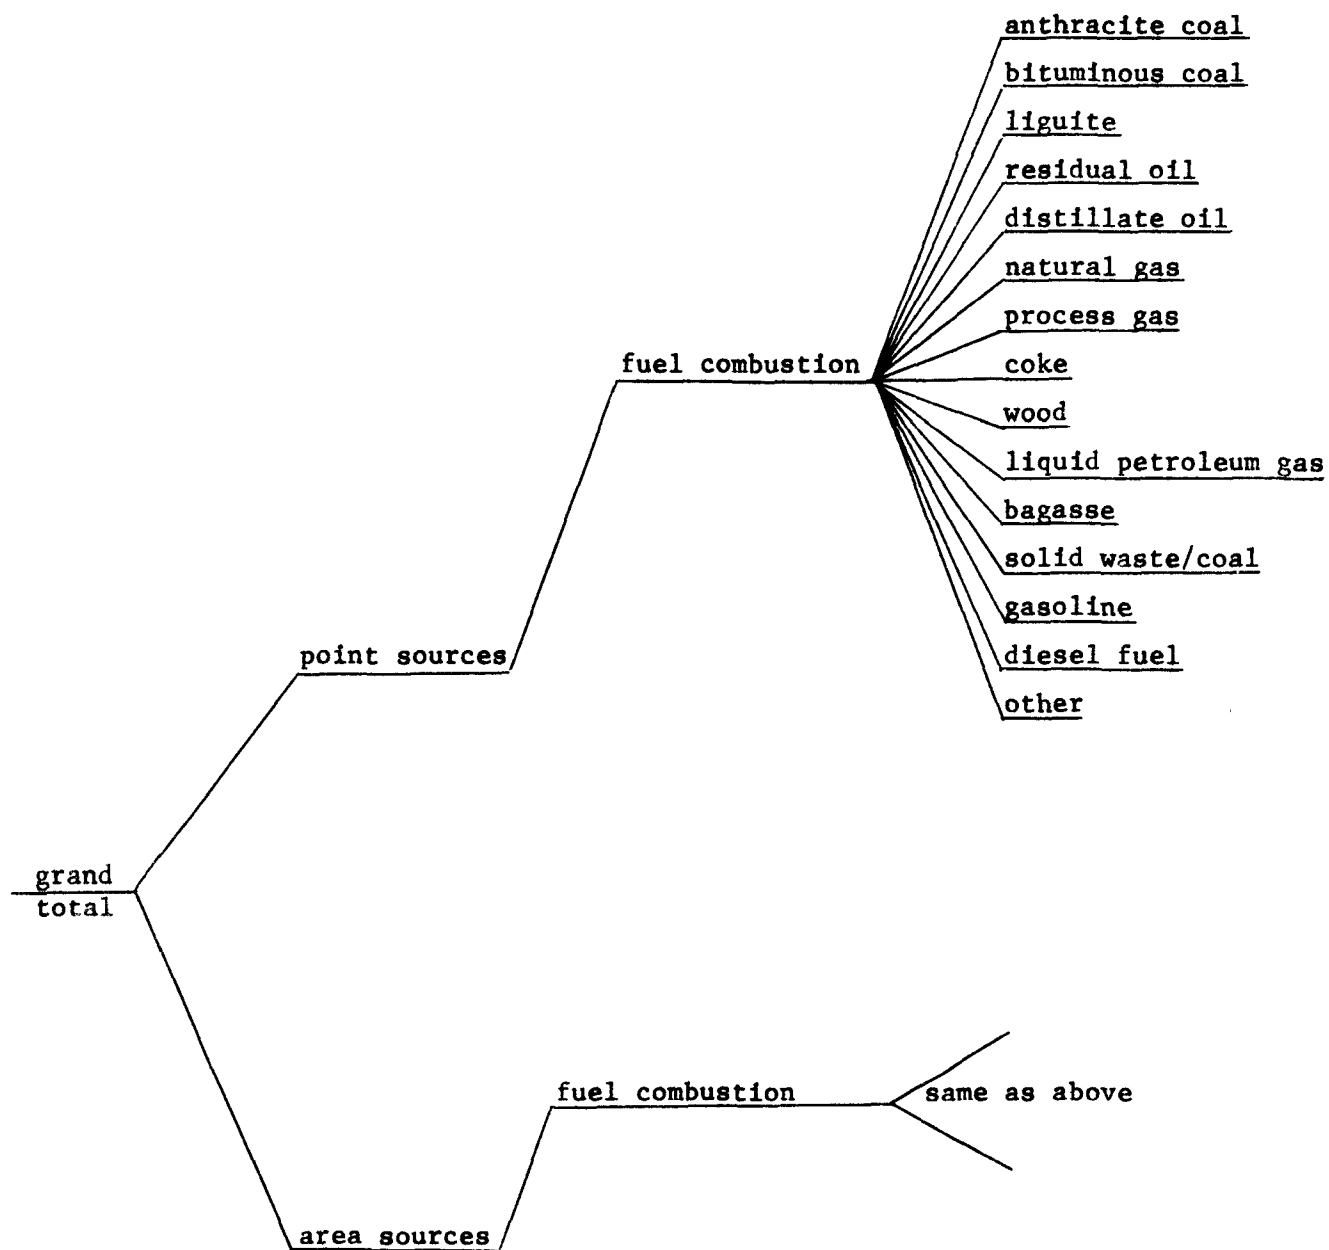 anthracite coal
bituminous coal
liguite
residual oil
distillate oil
natural gas
process gas
fuel combustion
coke
wood
liquid petroleum gas
bagasse
solid waste/coal
gasoline
point sources
diesel fuel
other
grand
total
fuel combustion
same as above
area sources